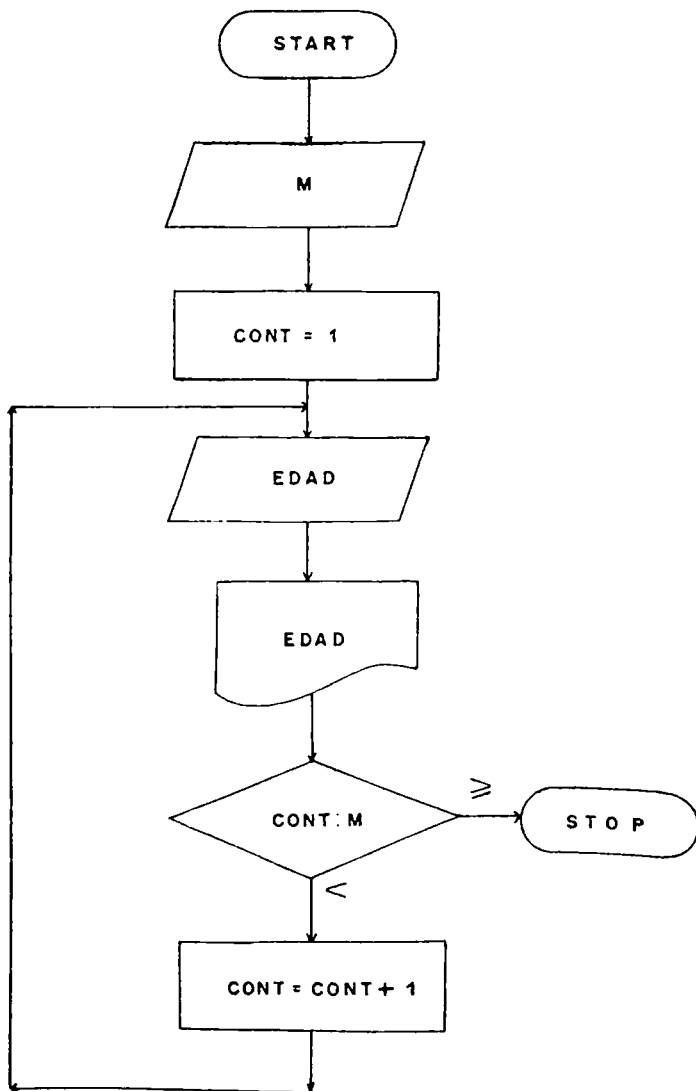 START
M
CONT = 1
EDAD
EDAD
CONT:M
≥
STOP
<
CONT = CONT + 1